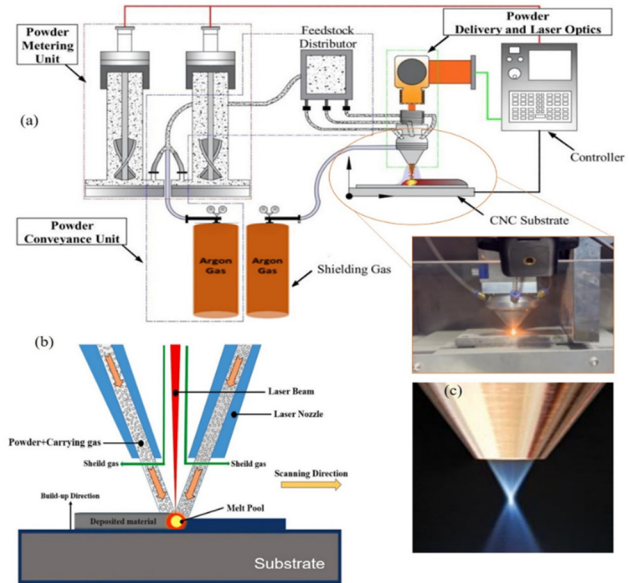 Powder
Metering
Unit
Feedstock
Distributor
Powder
Delivery and Laser Optics
(a)
Controller
CNC Substrate
Powder
Conveyance Unit
Argon
Gas
Argon
Gas
Shielding Gas
(b)
(c)
Laser Beam
Laser Nozzle
Powder+Carrying gas
Sheild gas
Sheild gas
Scanning Direction
Build-up Direction
Melt Pool
Deposited material
Substrate